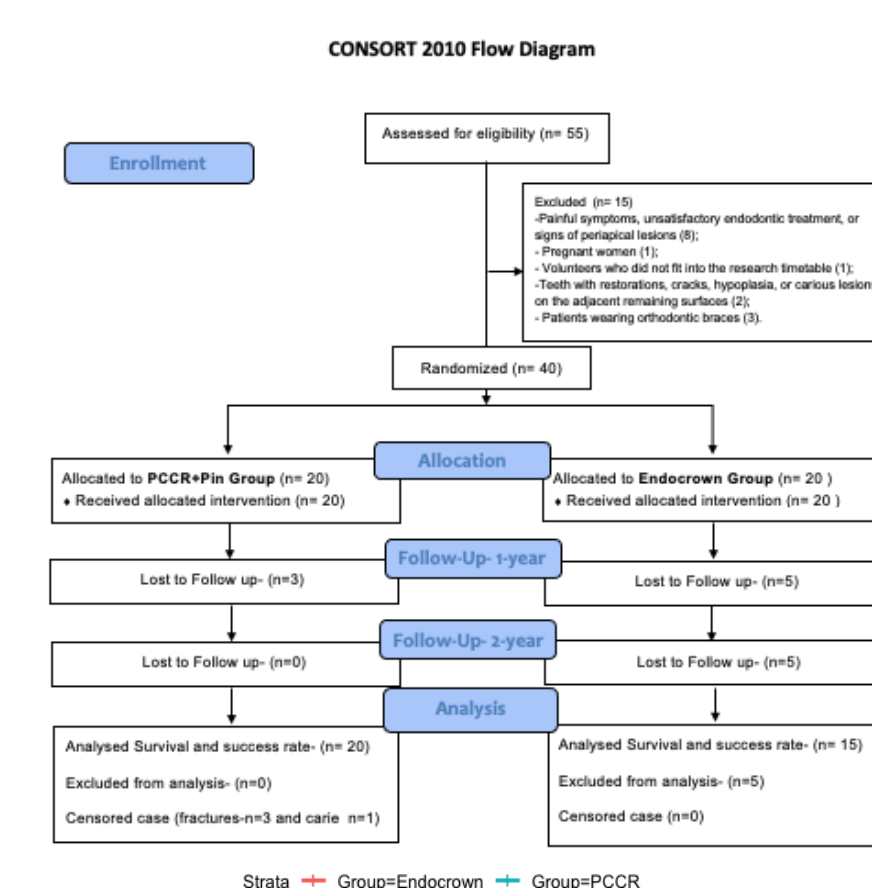 CONSORT 2010 Flow Diagram
Enrollment
Assessed for eligibility (n= 55)
Excluded (n= 15)
-Painful symptoms, unsatisfactory endodontic treatment, or
signs of periapical lesions (8);
- Pregnant women (1);
- Volunteers who did not fit into the research timetable (1);
-Teeth with restorations, cracks, hypoplasia, or carious lesion
on the adjacent remaining surfaces (2);
- Patients wearing orthodontic braces (3).
Randomized (n= 40)
Allocation
Allocated to PCCR+Pin Group (n= 20)
♦ Received allocated intervention (n= 20)
Allocated to Endocrown Group (n= 20 )
♦ Received allocated intervention (n= 20 )
Follow-Up- 1-year
Lost to Follow up- (n=3)
Lost to Follow up- (n=5)
Follow-Up- 2-year
Lost to Follow up- (n=0)
Lost to Follow up- (n=5)
Analysis
Analysed Survival and success rate- (n= 20)
Excluded from analysis- (n=0)
Censored case (fractures-n=3 and carie n=1)
Analysed Survival and success rate- (n= 15)
Excluded from analysis- (n=5)
Censored case (n=0)
Strata Group=Endocrown Group=PCCR